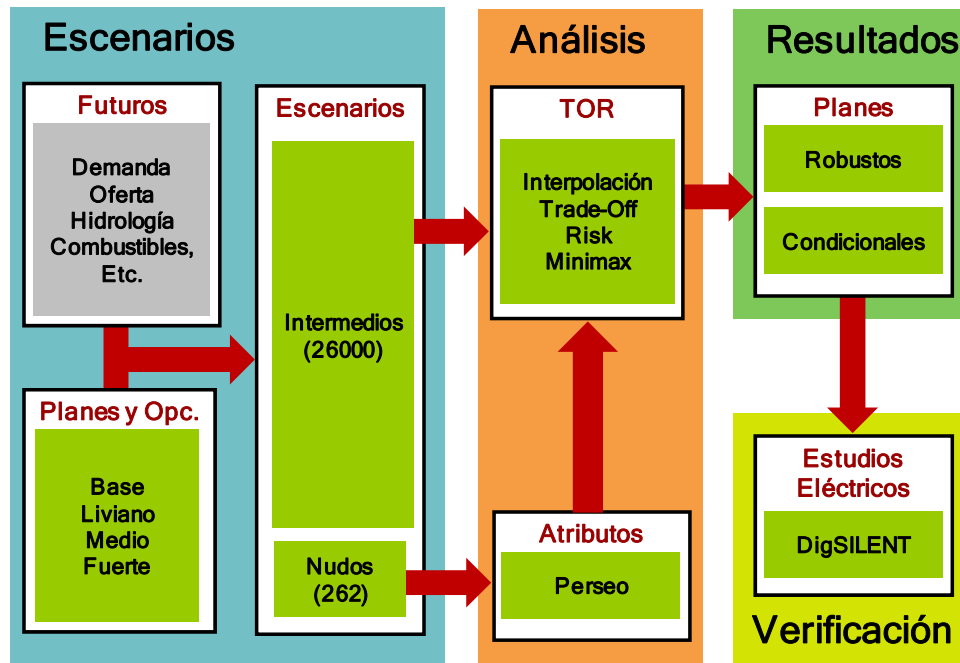 Escenarios
Futuros
Demanda
Oferta
Hidrología
Combustibles,
Etc.
Planes y Opc.
Base
Liviano
Medio
Fuerte
Escenarios
Intermedios
(26000)
Nudos
(262)
Análisis
TOR
Interpolación
Trade-Off
Risk
Minimax
Atributos
Perseo
Resultados
Planes
Robustos
Condicionales
Estudios
Eléctricos
DigSILENT
Verificación